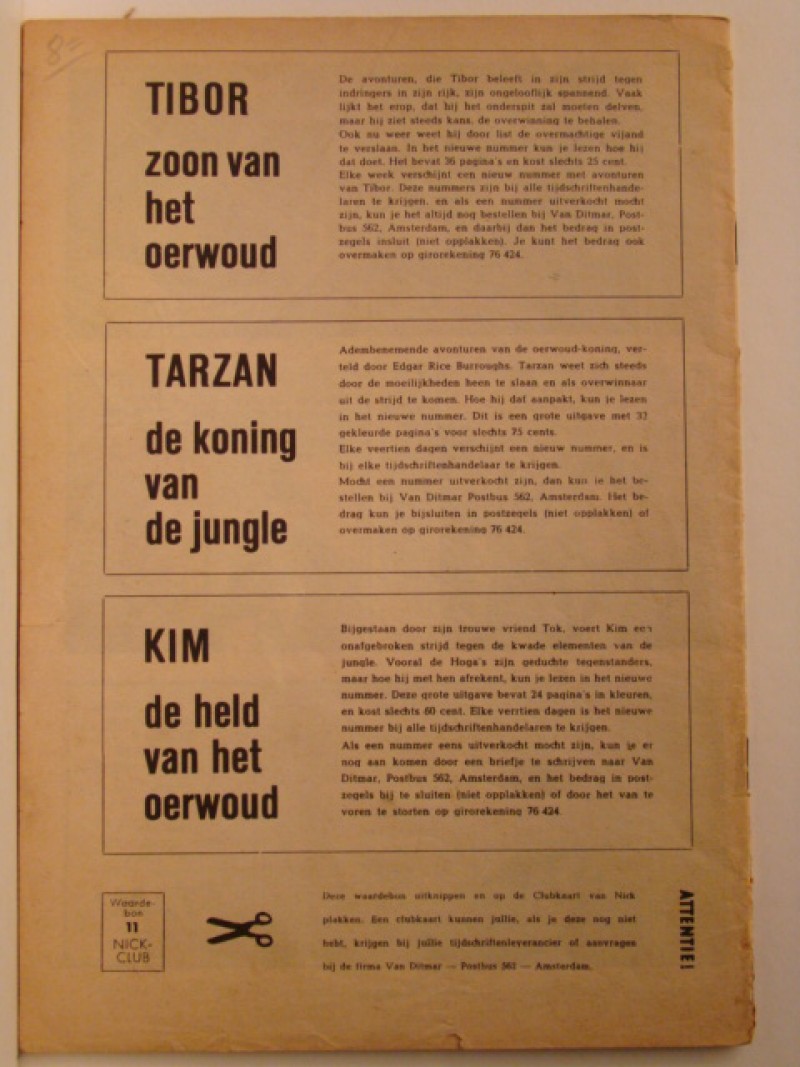 8=
TIBOR
zoon van
het
oerwoud
De avonturen, die Tibor beleeft in zijn strijd tegen
indringers in zijn rijk, zijn ongelooflijk spannend. Vaak
lijkt het erop, dat hij het onderspit zal moeten delven,
maar hij ziet steeds kans, de overwinning te behalen.
Ook nu weer weet hij door list de overmachtige vijand
te verslaan. In het nieuwe nummer kun je lezen hoe hij
dat doet. Het bevat 36 pagina's en kost slechts 25 cent.
Elke week verschijnt een nieuw nummer met avonturen
van Tibor. Deze nummers zijn bij alle tijdschriftenhande-
laren te krijgen, en als een nummer uitverkocht mocht
zijn, kun je het altijd nog bestellen bij Van Ditmar, Post-
bus 562, Amsterdam, en daarbij dan het bedrag in post-
zegels insluit (niet opplakken). Je kunt het bedrag ook
overmaken op girorekening 76 424.
TARZAN
de koning
van
de jungle
Adembenemende avonturen van de oerwoud-koning, ver-
teld door Edgar Rice Burroughs. Tarzan weet zich steeds
door de moeilijkheden heen te slaan en als overwinnaar
uit de strijd te komen. Hoe hij dat aanpakt, kun je lezen
in het nieuwe nummer. Dit is een grote uitgave met 32
gekleurde pagina's voor slechts 75 cents.
Elke veertien dagen verschijnt een nieuw nummer, en is
bij elke tijdschriftenhandelaar te krijgen.
Mocht een nummer uitverkocht zijn, dan kun je het be-
stellen bij Van Ditmar Postbus 562, Amsterdam. Het be-
drag kun je bijsluiten in postzegels (niet opplakken) of
overmaken op girorekening 76 424.
KIM
de held
van het
oerwoud
Bijgestaan door zijn trouwe vriend Tok, voert Kim een
onafgebroken strijd tegen de kwade elementen van de
jungle. Vooral de Hoga's zijn geduchte tegenstanders,
maar hoe hij met hen afrekent, kun je lezen in het nieuwe
nummer. Deze grote uitgave bevat 24 pagina's in kleuren,
en kost slechts 60 cent. Elke verrtien dagen is het nieuwe
nummer bij alle tijdschriftenhandelaren te krijgen.
Als een nummer eens uitverkocht mocht zijn, kun je er
nog aan komen door een briefje te schrijven naar Van
Ditmar, Postbus 562, Amsterdam, en het bedrag in post-
zegels bij te sluiten (niet opplakken) of door het van te
voren te storten op girorekening 76 424.
Waarde-
bon
11
NICK-
CLUB
Deze waardebon uitknippen en op de Clubkaart van Nick
plakken. Een clubkaart kunnen jullie, als je deze nog niet
hebt, krijgen bij jullie tijdschriftenleverancier of aanvragen
bij de firma Van Ditmar — Postbus 561 — Amsterdam.
ATTENTIE!